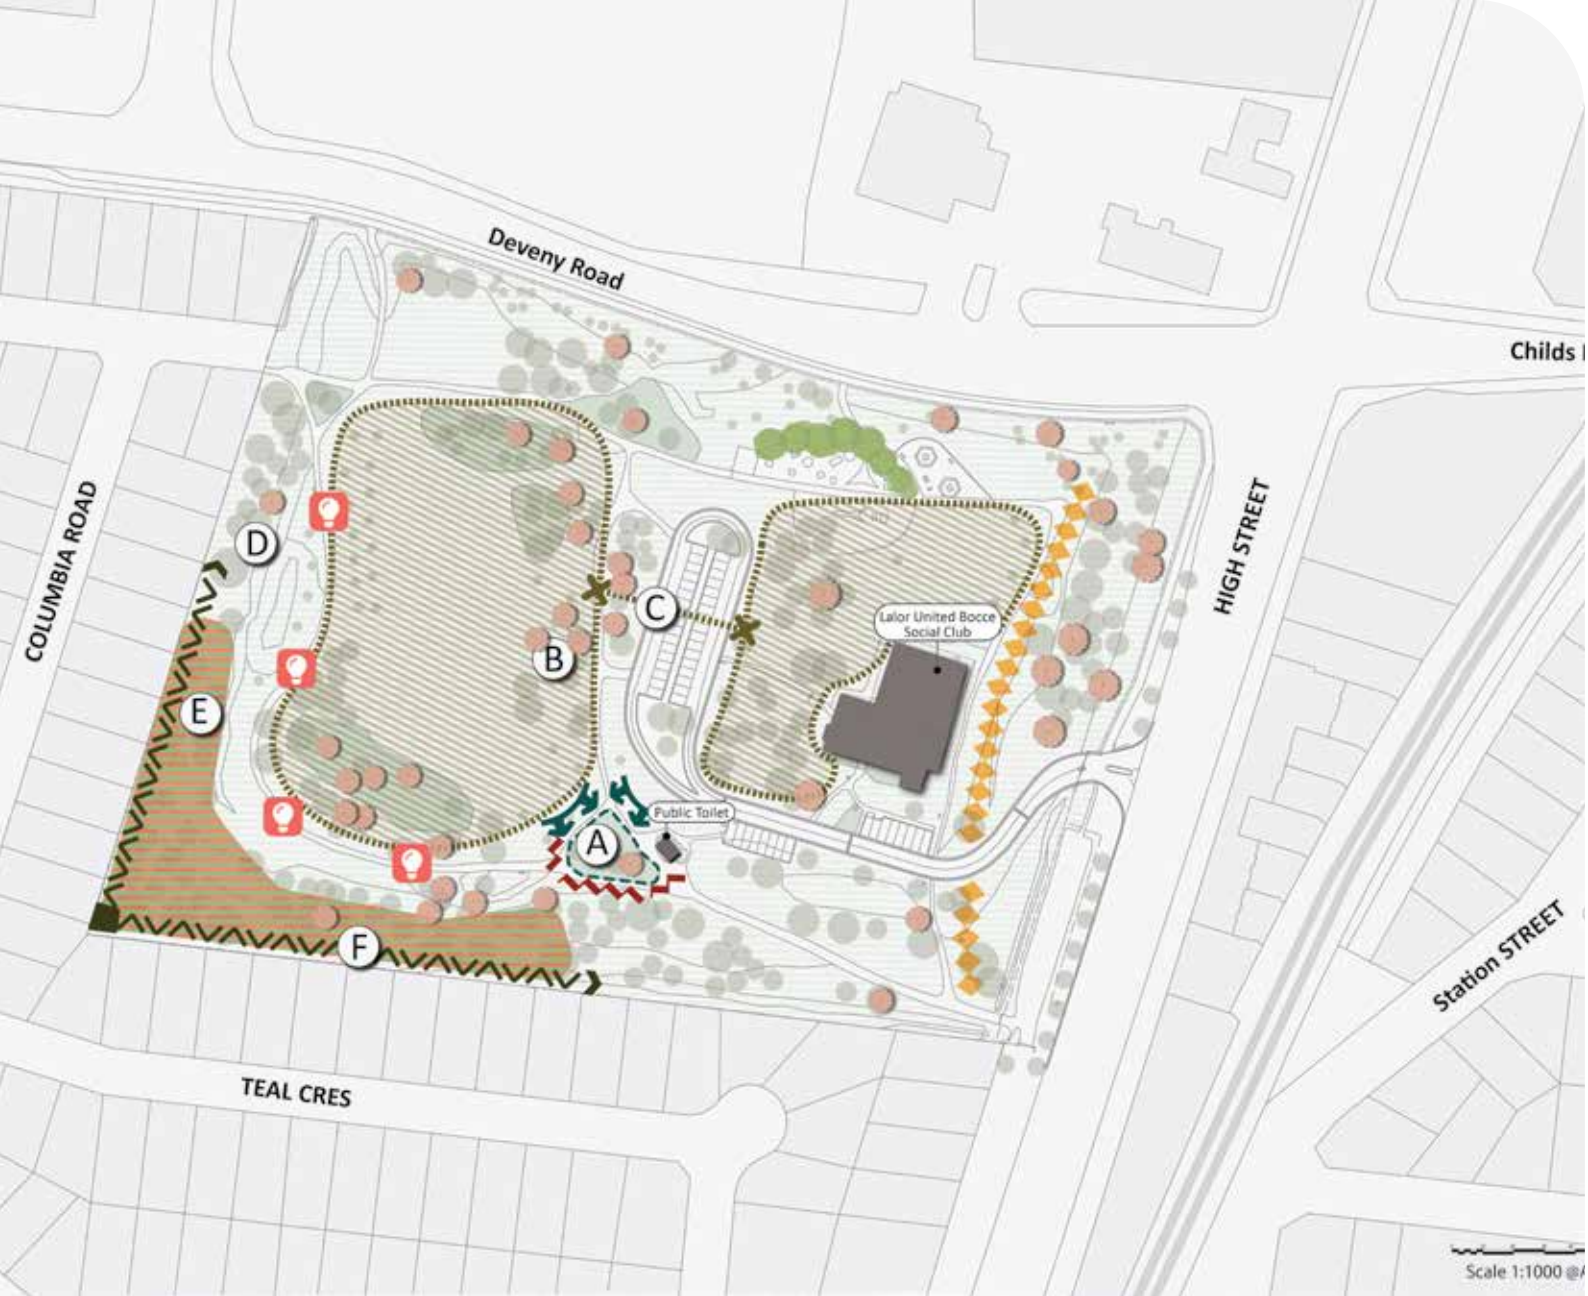 Deveny Road
Childs
COLUMBIA ROAD
HIGH STREET
D
C
Lalor United Bocce
Social Club
B
E
Public Toilet
A
F
Station STREET
TEAL CRES
Scale 1:1000 @A